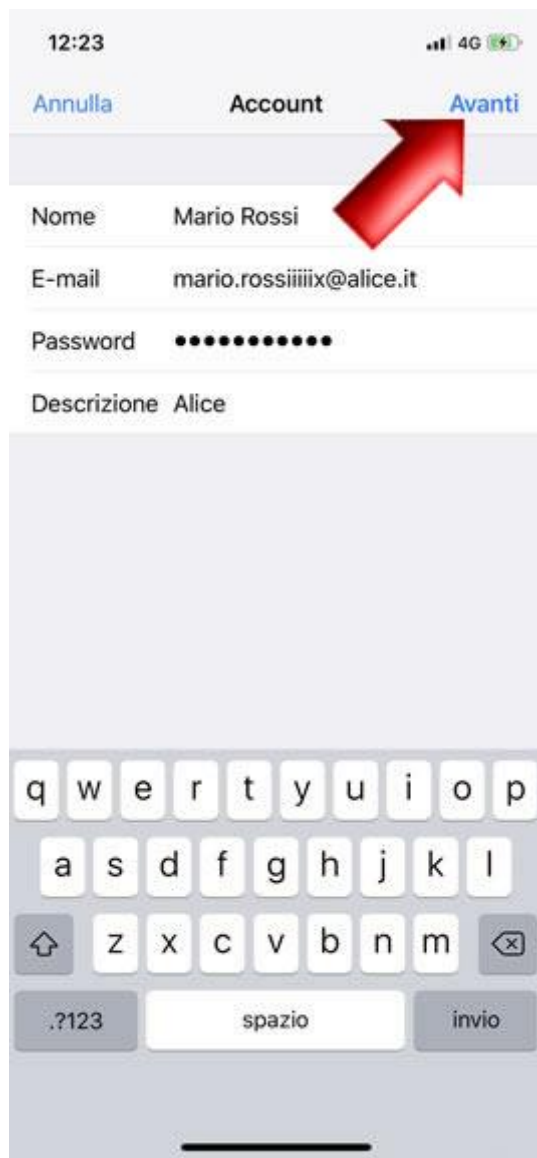 12:23 4G
Annulla Account Avanti
Nome Mario Rossi
E-mail mario.rossiiiiix@alice.it
Password •••••••••••
Descrizione Alice
q w e r t y u i o p
a s d f g h j k l
z x c v b n m
.?123 spazio invio